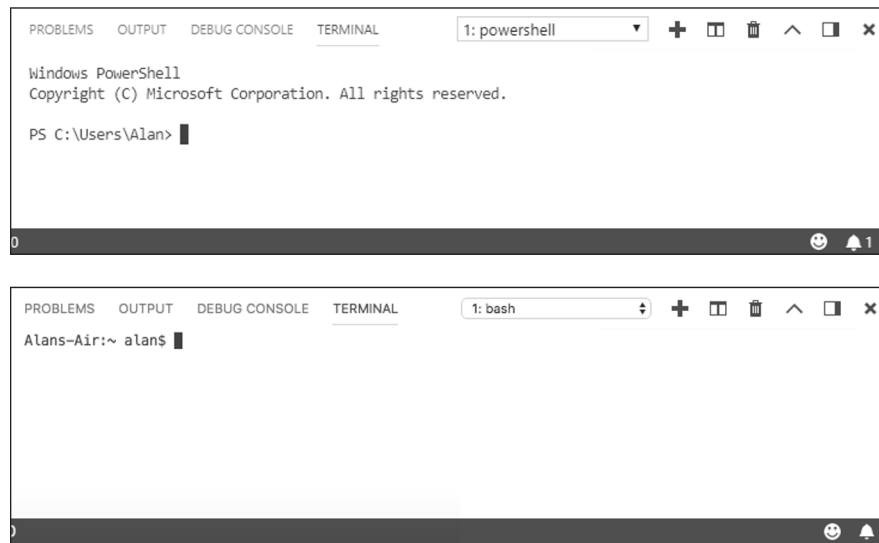 PROBLEMS OUTPUT DEBUG CONSOLE TERMINAL 1: powershell
Windows PowerShell
Copyright (C) Microsoft Corporation. All rights reserved.
PS C:\Users\Alan>
0 1
PROBLEMS OUTPUT DEBUG CONSOLE TERMINAL 1: bash
Alans-Air:~ alan$